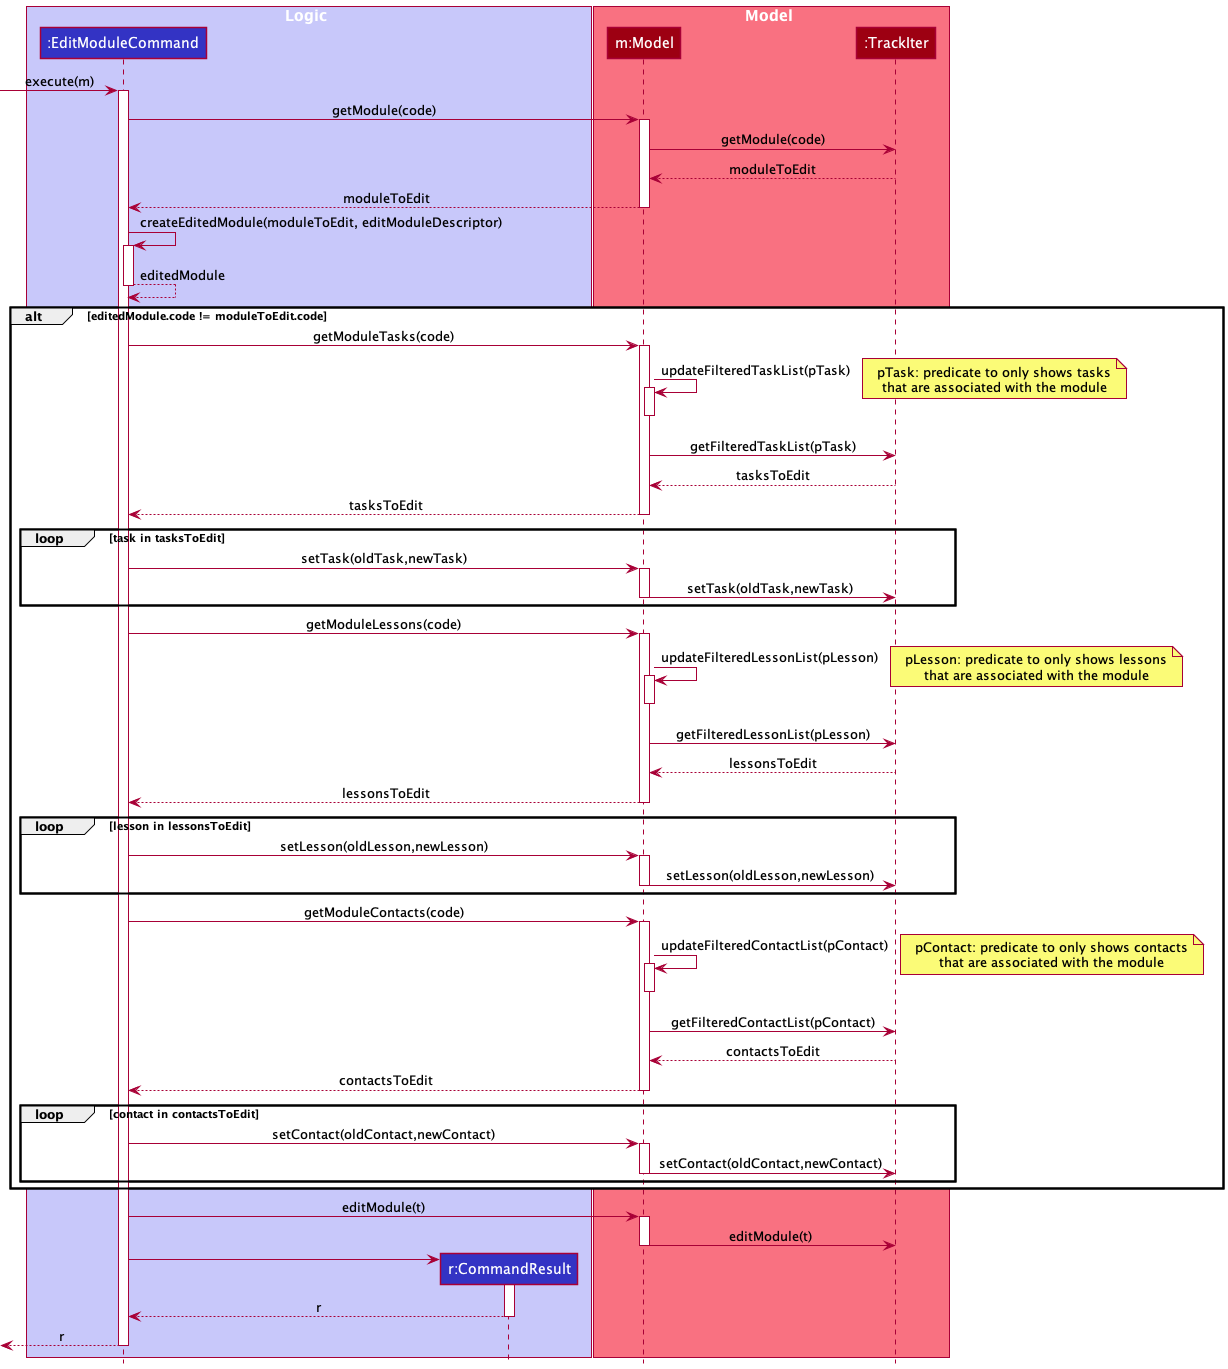 Logic
Model
:EditModuleCommand
m:Model
:TrackIter
execute(m)
getModule(code)
getModule(code)
moduleToEdit
moduleToEdit
createEditedModule(moduleToEdit, editModuleDescriptor)
editedModule
alt
[editedModule.code != moduleToEdit.code]
getModuleTasks(code)
updateFilteredTaskList(pTask)
pTask: predicate to only shows tasks
that are associated with the module
getFilteredTaskList(pTask)
tasksToEdit
tasksToEdit
loop
[task in tasksToEdit]
setTask(oldTask,newTask)
setTask(oldTask,newTask)
getModuleLessons(code)
updateFilteredLessonList(pLesson)
pLesson: predicate to only shows lessons
that are associated with the module
getFilteredLessonList(pLesson)
lessonsToEdit
lessonsToEdit
loop
[lesson in lessonsToEdit]
setLesson(oldLesson,newLesson)
setLesson(oldLesson,newLesson)
getModuleContacts(code)
updateFilteredContactList(pContact)
pContact: predicate to only shows contacts
that are associated with the module
getFilteredContactList(pContact)
contactsToEdit
contactsToEdit
loop
[contact in contactsToEdit]
setContact(oldContact,newContact)
setContact(oldContact,newContact)
editModule(t)
editModule(t)
r:CommandResult
r
r